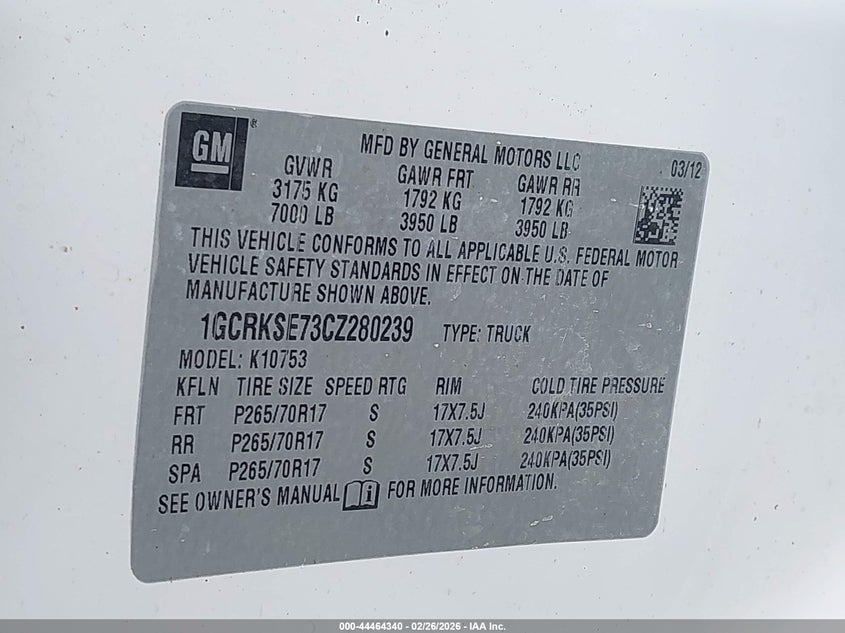 GM
MFD BY GENERAL MOTORS LLC
03/12
GVWR GAWR FRT GAWR RR
3175 KG 1792 KG 1792 KG
7000 LB 3950 LB 3950 LB
THIS VEHICLE CONFORMS TO ALL APPLICABLE U.S. FEDERAL MOTOR
VEHICLE SAFETY STANDARDS IN EFFECT ON THE DATE OF
MANUFACTURE SHOWN ABOVE.
1GCRKSE73CZ280239 TYPE: TRUCK
MODEL: K10753
KFLN TIRE SIZE SPEED RTG RIM COLD TIRE PRESSURE
FRT P265/70R17 S 17X7.5J 240KPA(35PSI)
RR P265/70R17 S 17X7.5J 240KPA(35PSI)
SPA P265/70R17 S 17X7.5J 240KPA(35PSI)
SEE OWNER'S MANUAL FOR MORE INFORMATION.
000-44464340 - 02/26/2026 - IAA Inc.